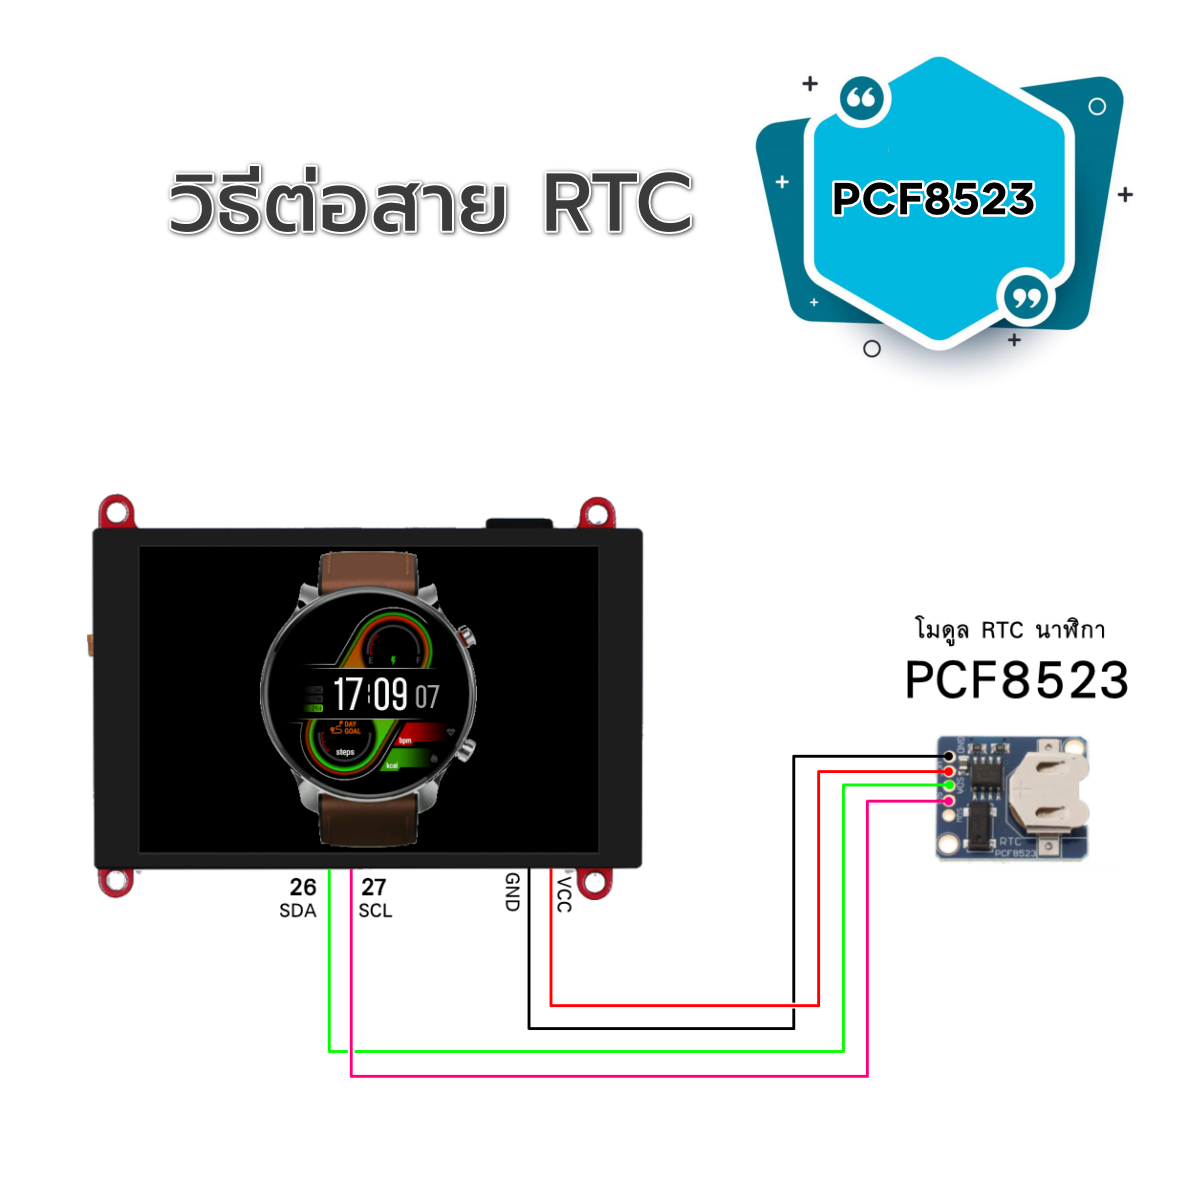 วิธีต่อสาย RTC
PCF8523
โมดูล RTC นาฬิกา
PCF8523
E F
17:09 07
24H
DAY
GOAL
steps
bpm
kcal
GND
SDA
RTC
PCF8523
26
SDA
27
SCL
GND
VCC